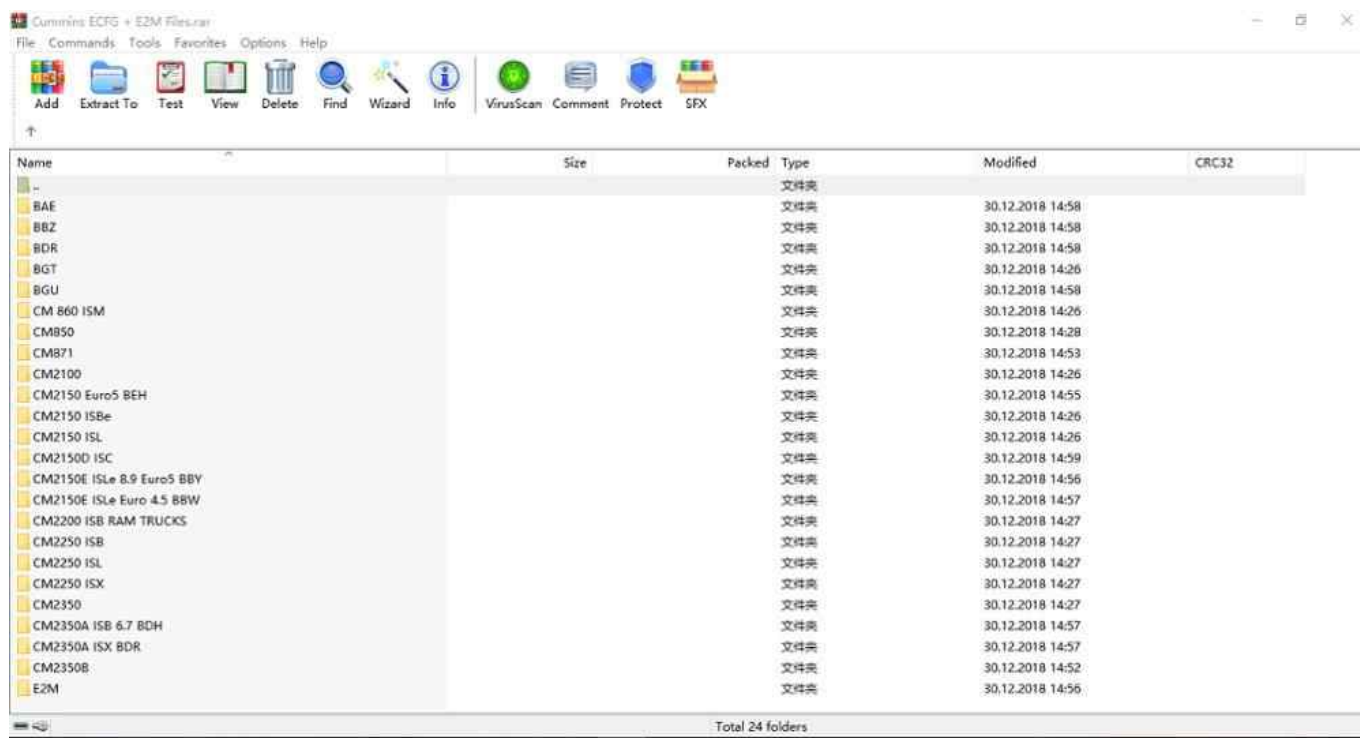 Cummins ECFG + E2M Files.rar
File Commands Tools Favorites Options Help
Add Extract To Test View Delete Find Wizard Info VirusScan Comment Protect SFX
Name Size Packed Type Modified CRC32
.. 文件夹
BAE 文件夹 30.12.2018 14:58
BBZ 文件夹 30.12.2018 14:58
BDR 文件夹 30.12.2018 14:58
BGT 文件夹 30.12.2018 14:26
BGU 文件夹 30.12.2018 14:58
CM 860 ISM 文件夹 30.12.2018 14:26
CM850 文件夹 30.12.2018 14:28
CM871 文件夹 30.12.2018 14:53
CM2100 文件夹 30.12.2018 14:26
CM2150 Euro5 BEH 文件夹 30.12.2018 14:55
CM2150 ISBe 文件夹 30.12.2018 14:26
CM2150 ISL 文件夹 30.12.2018 14:26
CM2150D ISC 文件夹 30.12.2018 14:59
CM2150E ISLe 8.9 Euro5 BBY 文件夹 30.12.2018 14:56
CM2150E ISLe Euro 4.5 BBW 文件夹 30.12.2018 14:57
CM2200 ISB RAM TRUCKS 文件夹 30.12.2018 14:27
CM2250 ISB 文件夹 30.12.2018 14:27
CM2250 ISL 文件夹 30.12.2018 14:27
CM2250 ISX 文件夹 30.12.2018 14:27
CM2350 文件夹 30.12.2018 14:27
CM2350A ISB 6.7 BDH 文件夹 30.12.2018 14:57
CM2350A ISX BDR 文件夹 30.12.2018 14:57
CM2350B 文件夹 30.12.2018 14:52
E2M 文件夹 30.12.2018 14:56
Total 24 folders